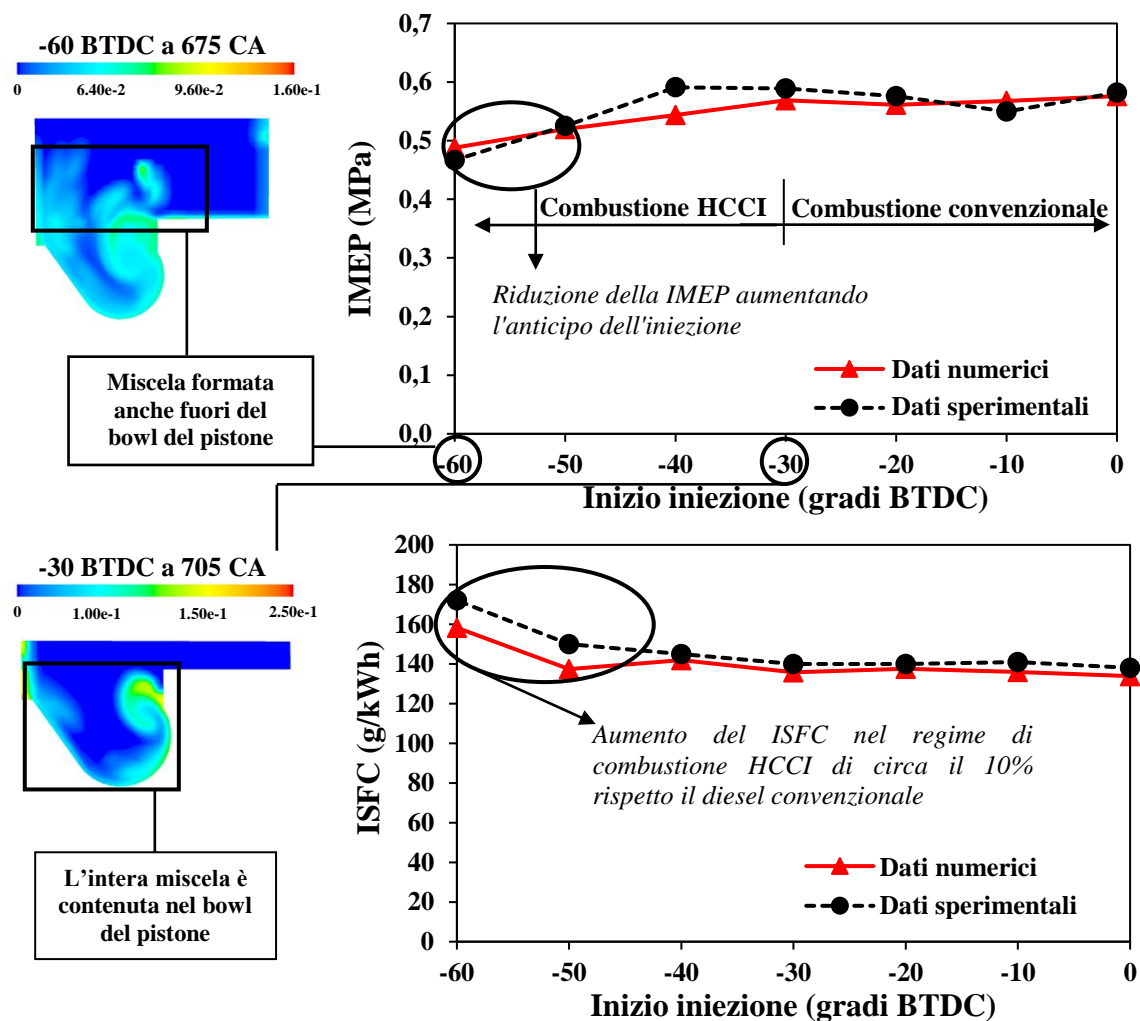 -60 BTDC a 675 CA
0 6.40e-2 9.60e-2 1.60e-1
Miscela formata
anche fuori del
bowl del pistone
-30 BTDC a 705 CA
0 1.00e-1 1.50e-1 2.50e-1
L'intera miscela è
contenuta nel bowl
del pistone
IMEP (MPa)
0,7
0,6
0,5
0,4
0,3
0,2
0,1
0,0
Combustione HCCI
Combustione convenzionale
Riduzione della IMEP aumentando
l'anticipo dell'iniezione
Dati numerici
Dati sperimentali
-60 -50 -40 -30 -20 -10 0
Inizio iniezione (gradi BTDC)
ISFC (g/kWh)
200
180
160
140
120
100
80
60
40
20
0
Aumento del ISFC nel regime di
combustione HCCI di circa il 10%
rispetto il diesel convenzionale
Dati numerici
Dati sperimentali
-60 -50 -40 -30 -20 -10 0
Inizio iniezione (gradi BTDC)